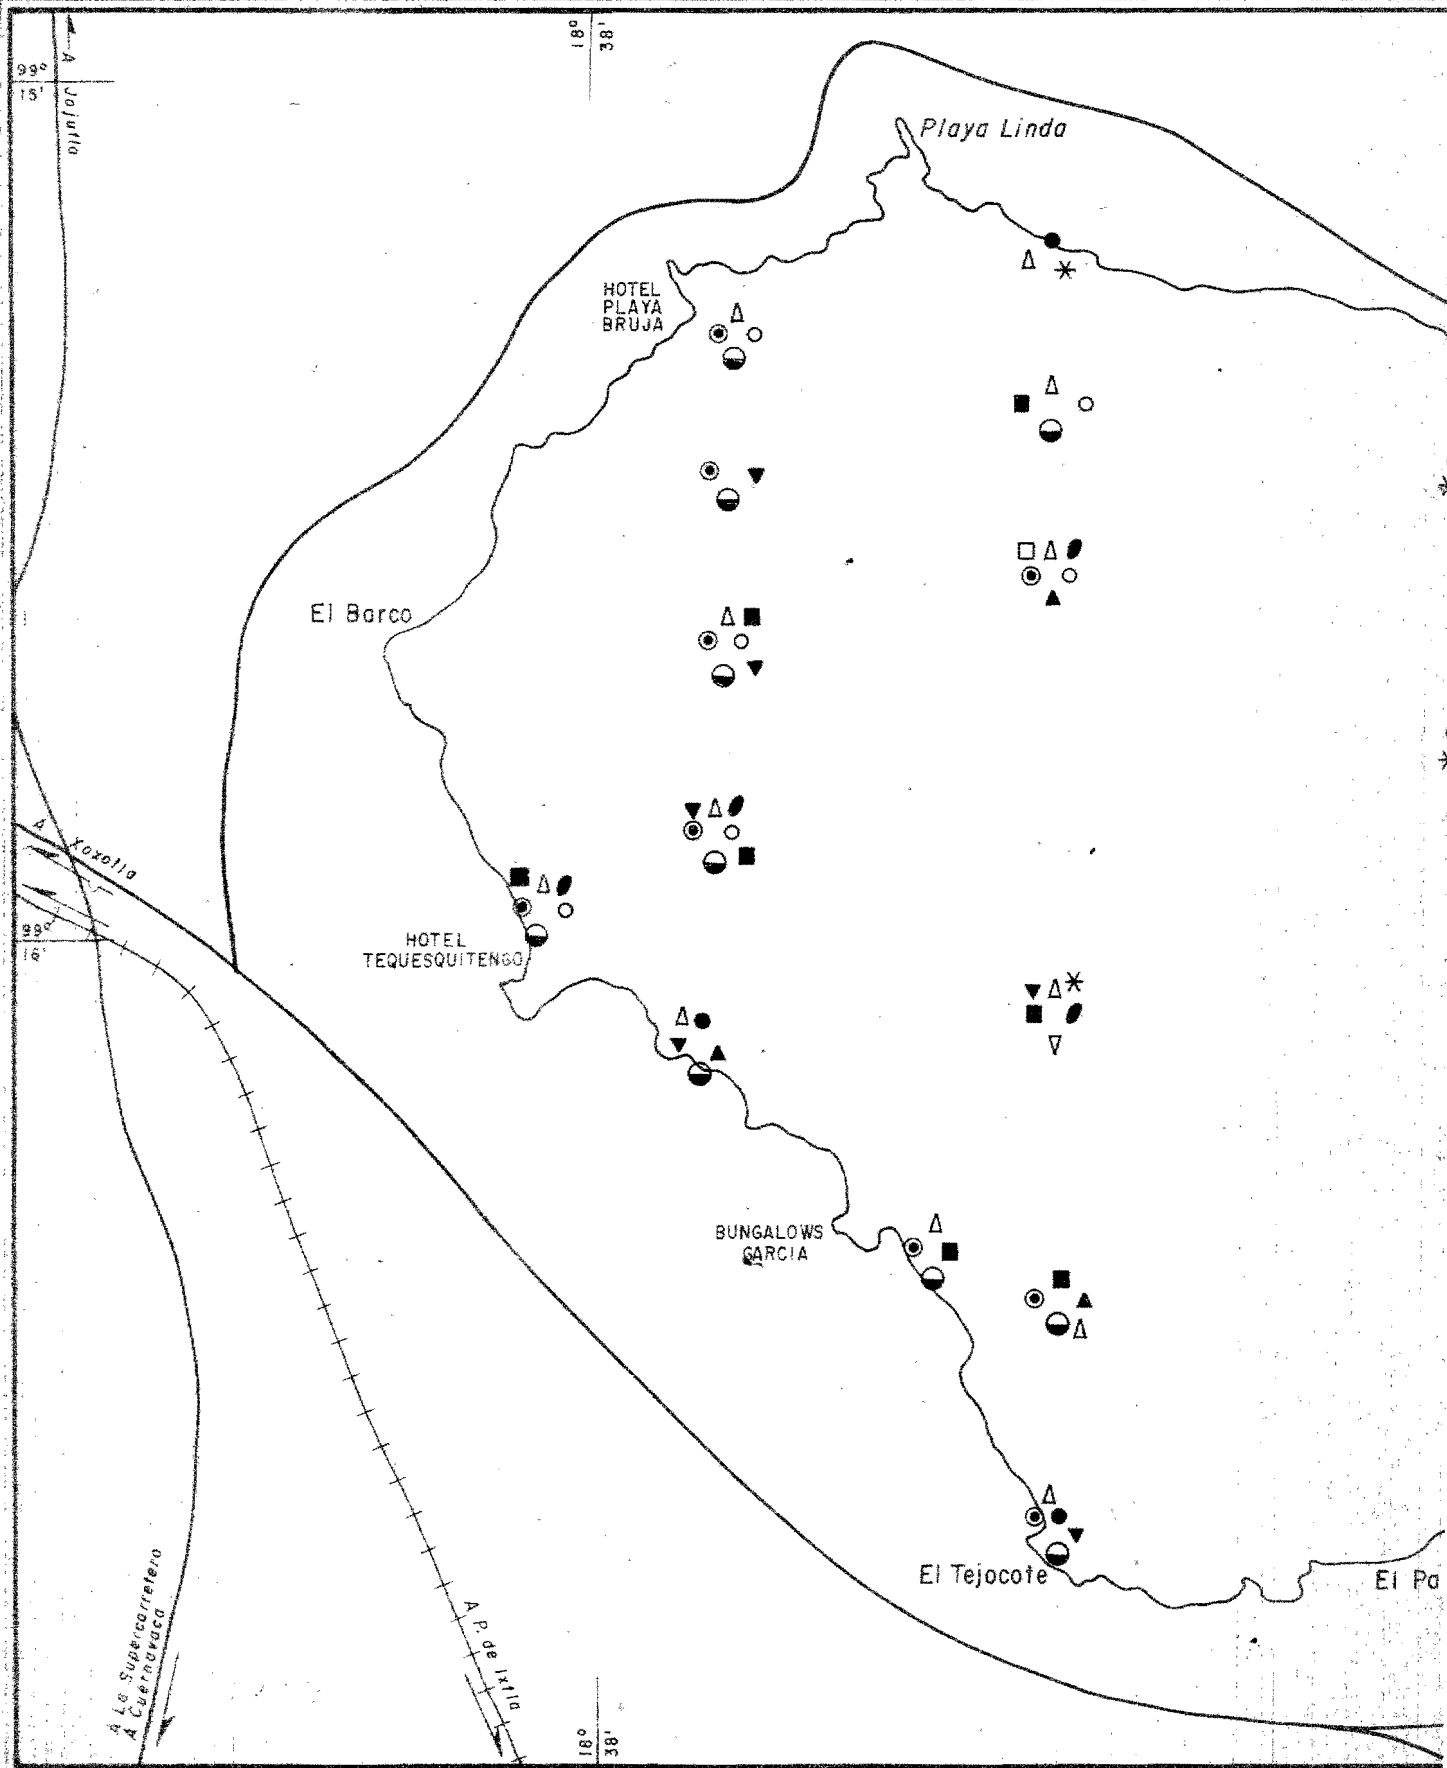 18°
38'
A Jojutla
99°
15'
Playa Linda
HOTEL
PLAYA
BRUJA
El Barco
A Xoxotla
99°
16'
HOTEL
TEQUESQUITENGO
BUNGALOWS
GARCIA
El Tejocote
El Pa
A La Supercarretera
A Cuernavaca
A P. de Ixtla
18°
38'